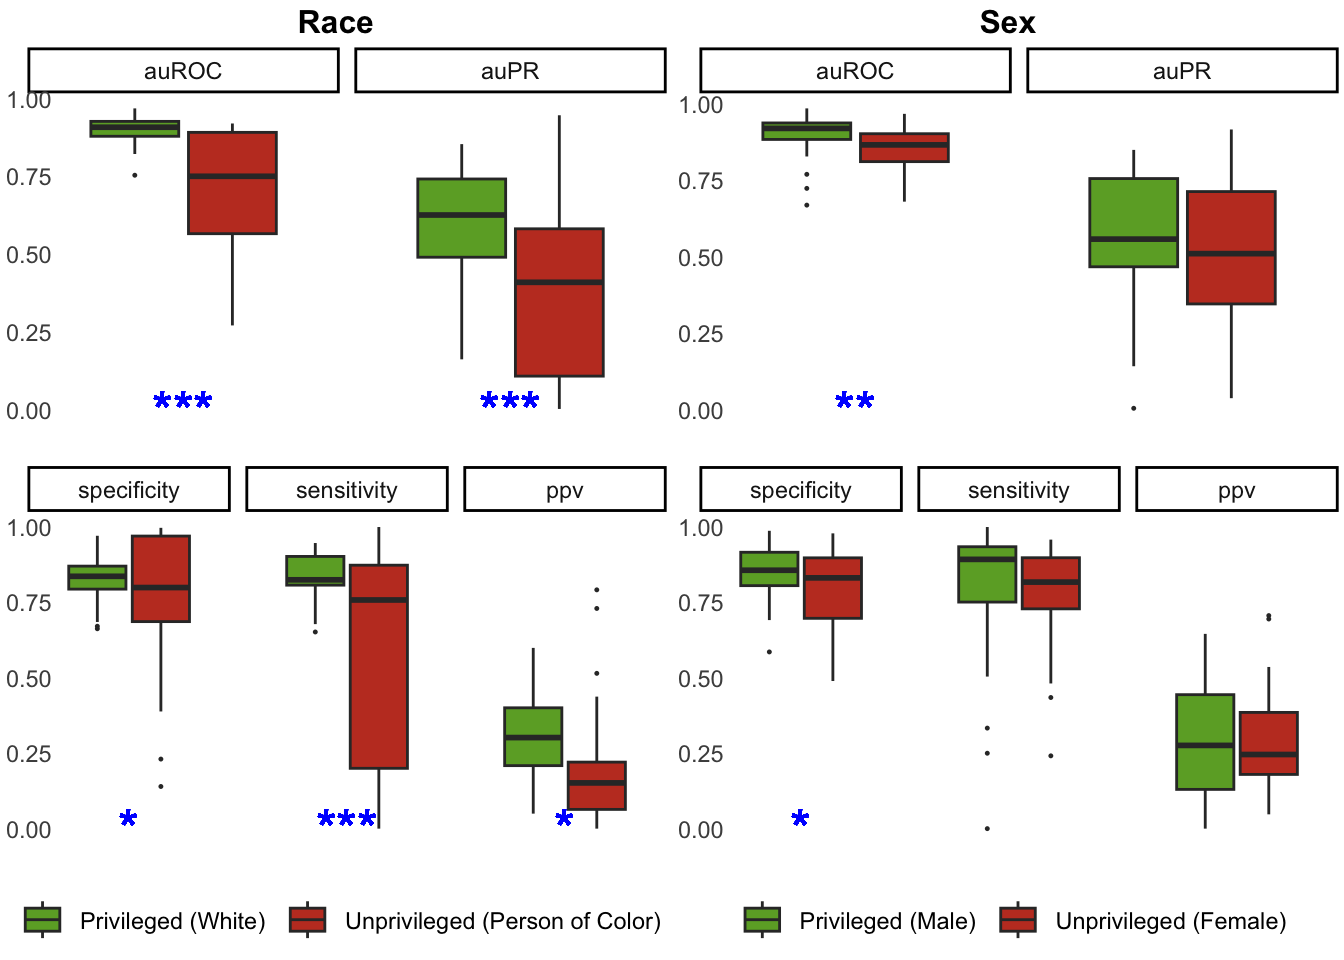 Race
Sex
auROC
auPR
auROC
auPR
1.00
0.75
0.50
0.25
0.00
***
***
1.00
0.75
0.50
0.25
0.00
**
specificity
sensitivity
ppv
specificity
sensitivity
ppv
1.00
0.75
0.50
0.25
0.00
*
***
*
1.00
0.75
0.50
0.25
0.00
*
Privileged (White)
Unprivileged (Person of Color)
Privileged (Male)
Unprivileged (Female)